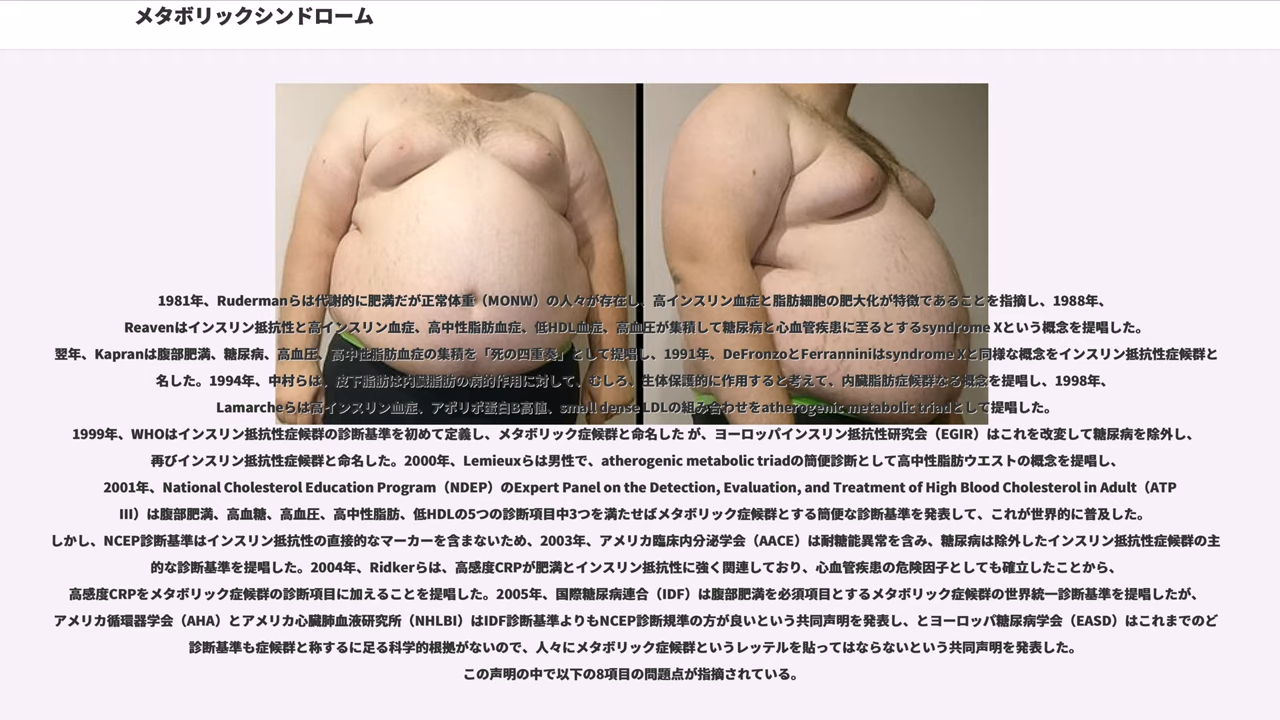 メタボリックシンドローム
1981年、Rudermanらは代謝的に肥満だが正常体重（MONW）の人々が存在し、高インスリン血症と脂肪細胞の肥大化が特徴であることを指摘し、1988年、
Reavenはインスリン抵抗性と高インスリン血症、高中性脂肪血症、低HDL血症、高血圧が集積して糖尿病と心血管疾患に至るとするsyndrome Xという概念を提唱した。
翌年、Kapranは腹部肥満、糖尿病、高血圧、高中性脂肪血症の集積を「死の四重奏」として提唱し、1991年、DeFronzoとFerranniniはsyndrome Xと同様な概念をインスリン抵抗性症候群と
名した。1994年、中村らは、皮下脂肪は内臓脂肪の病的作用に対して、むしろ、生体保護的に作用すると考えて、内臓脂肪症候群なる概念を提唱し、1998年、
Lamarcheらは高インスリン血症、アポリポ蛋白B高値、small dense LDLの組み合わせをatherogenic metabolic triadとして提唱した。
1999年、WHOはインスリン抵抗性症候群の診断基準を初めて定義し、メタボリック症候群と命名した が、ヨーロッパインスリン抵抗性研究会（EGIR）はこれを改変して糖尿病を除外し、
再びインスリン抵抗性症候群と命名した。2000年、Lemieuxらは男性で、atherogenic metabolic triadの簡便診断として高中性脂肪ウエストの概念を提唱し、
2001年、National Cholesterol Education Program（NDEP）のExpert Panel on the Detection, Evaluation, and Treatment of High Blood Cholesterol in Adult（ATP
III）は腹部肥満、高血糖、高血圧、高中性脂肪、低HDLの5つの診断項目中3つを満たせばメタボリック症候群とする簡便な診断基準を発表して、これが世界的に普及した。
しかし、NCEP診断基準はインスリン抵抗性の直接的なマーカーを含まないため、2003年、アメリカ臨床内分泌学会（AACE）は耐糖能異常を含み、糖尿病は除外したインスリン抵抗性症候群の主
的な診断基準を提唱した。2004年、Ridkerらは、高感度CRPが肥満とインスリン抵抗性に強く関連しており、心血管疾患の危険因子としても確立したことから、
高感度CRPをメタボリック症候群の診断項目に加えることを提唱した。2005年、国際糖尿病連合（IDF）は腹部肥満を必須項目とするメタボリック症候群の世界統一診断基準を提唱したが、
アメリカ循環器学会（AHA）とアメリカ心臓肺血液研究所（NHLBI）はIDF診断基準よりもNCEP診断規準の方が良いという共同声明を発表し、とヨーロッパ糖尿病学会（EASD）はこれまでのど
診断基準も症候群と称するに足る科学的根拠がないので、人々にメタボリック症候群というレッテルを貼ってはならないという共同声明を発表した。
この声明の中で以下の8項目の問題点が指摘されている。